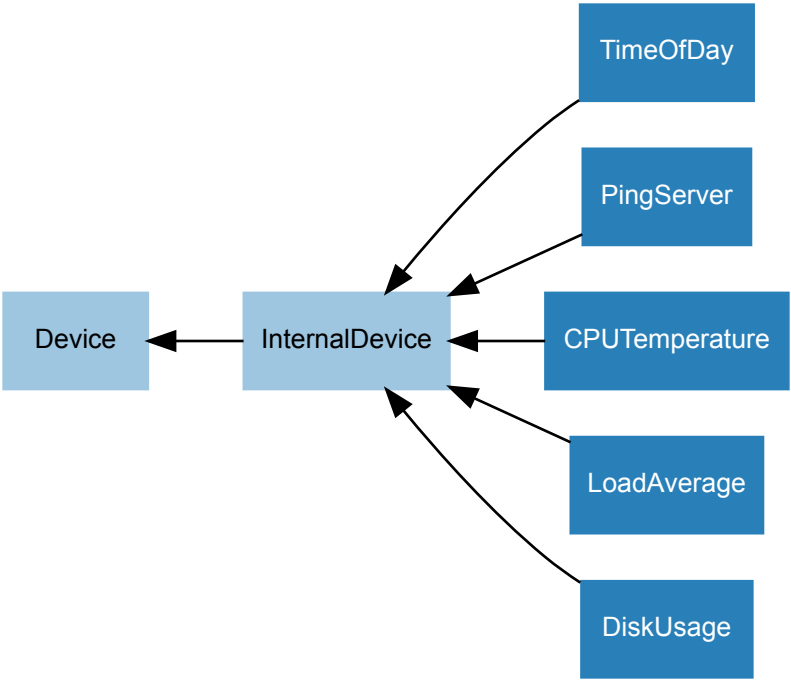 TimeOfDay
PingServer
Device
InternalDevice
CPUTemperature
LoadAverage
DiskUsage